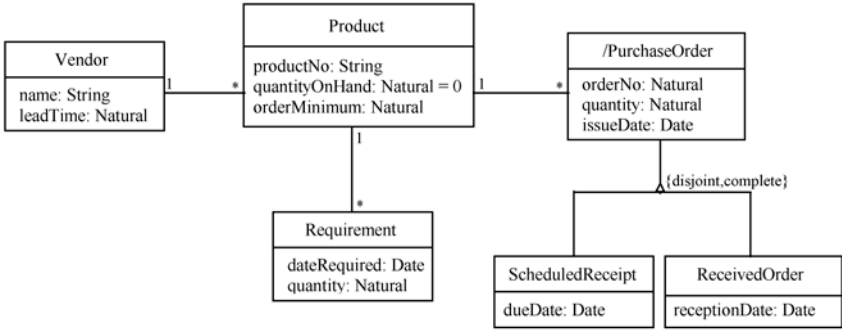 Vendor
name: String
leadTime: Natural
1
*
Product
productNo: String
quantityOnHand: Natural = 0
orderMinimum: Natural
1
*
/PurchaseOrder
orderNo: Natural
quantity: Natural
issueDate: Date
1
*
Requirement
dateRequired: Date
quantity: Natural
{disjoint,complete}
ScheduledReceipt
dueDate: Date
ReceivedOrder
receptionDate: Date